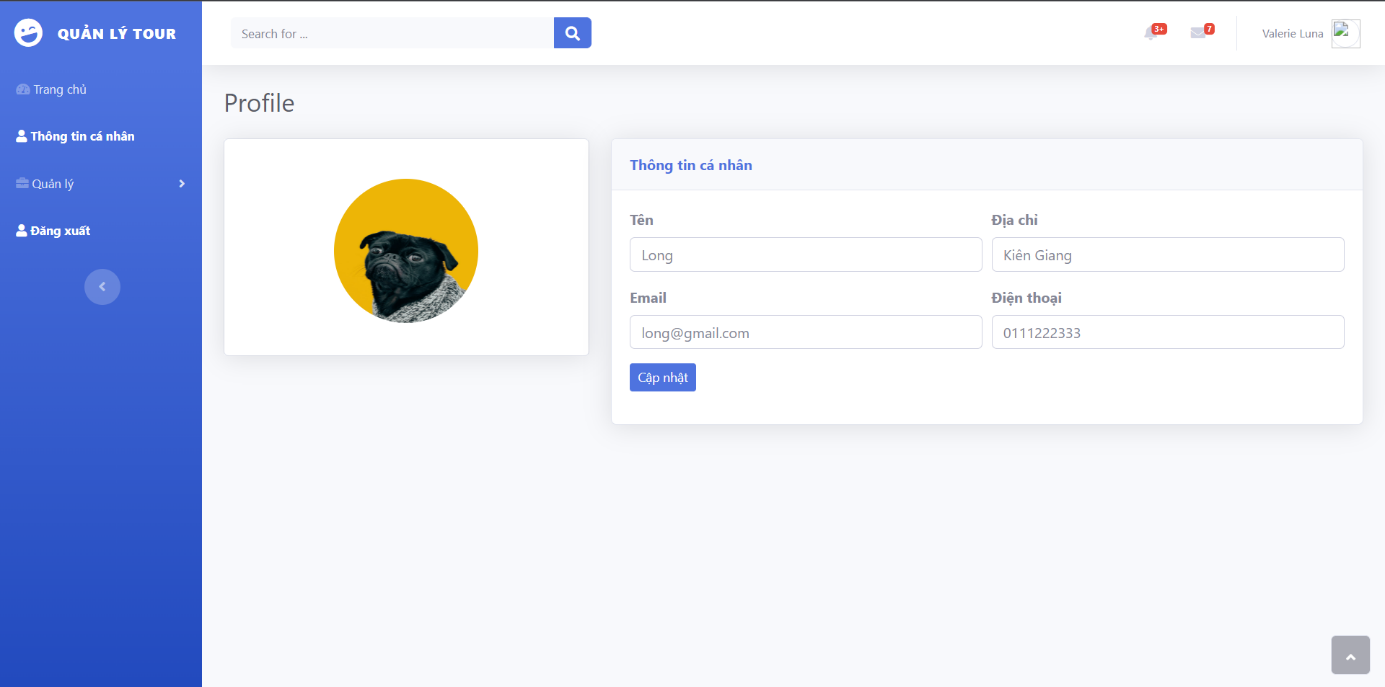 QUẢN LÝ TOUR
Search for ...
3+
7
Valerie Luna
Trang chủ
Thông tin cá nhân
Quản lý
Đăng xuất
Profile
Thông tin cá nhân
Tên
Địa chỉ
Long
Kiên Giang
Email
Điện thoại
long@gmail.com
0111222333
Cập nhật